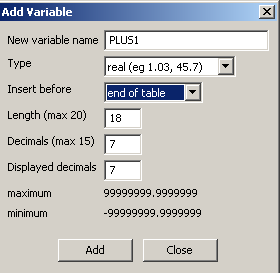 Add Variable
New variable name PLUS1
Type real (eg 1.03, 45.7)
Insert before end of table
Length (max 20) 18
Decimals (max 15) 7
Displayed decimals 7
maximum 99999999.9999999
minimum -99999999.9999999
Add Close